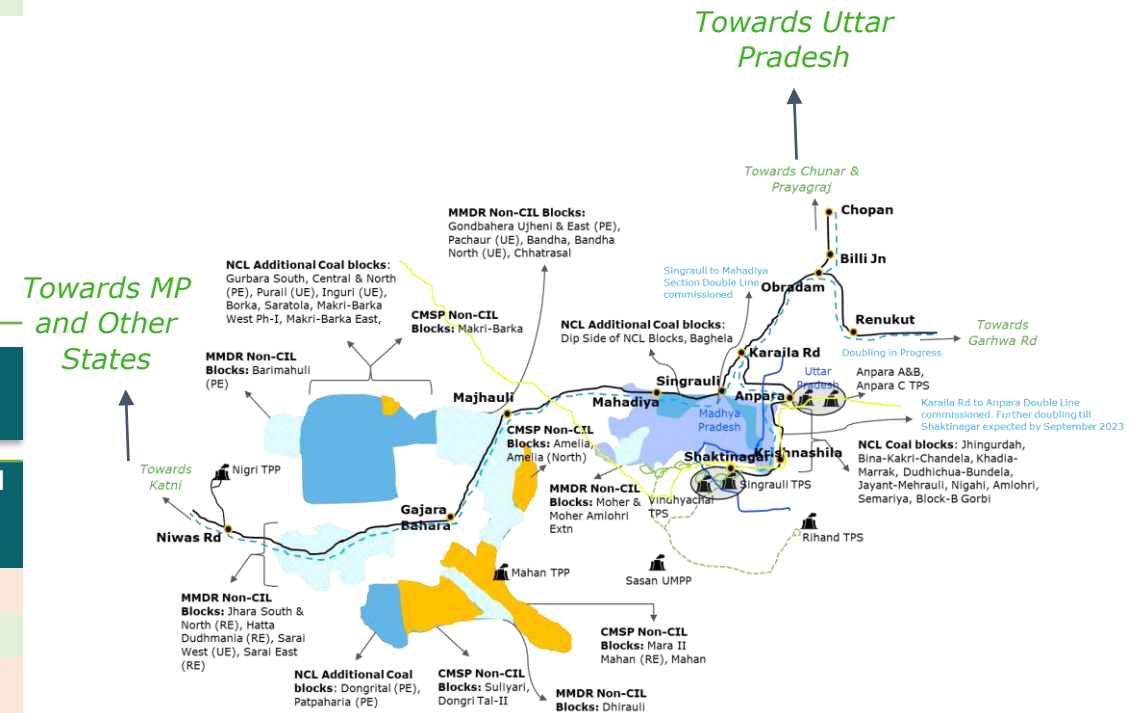 Towards Uttar
Pradesh
Towards Chunar &
Prayagraj
Chopan
MMDR Non-CIL Blocks:
Gondbahera Ujheni & East (PE),
Pachaur (UE), Bandha, Bandha
North (UE), Chhatrasal
Billi Jn
NCL Additional Coal blocks:
Gurbara South, Central & North
(PE), Purail (UE), Inguri (UE),
Borka, Saratola, Makri-Barka
West Ph-I, Makri-Barka East,
Singrauli to Mahadiya
Section Double Line
commissioned
Obradam
Towards MP
and Other
States
CMSP Non-CIL
Blocks: Makri-Barka
NCL Additional Coal blocks:
Dip Side of NCL Blocks, Baghela
Renukut
Towards
Garhwa Rd
MMDR Non-CIL
Blocks: Barimahuli
(PE)
Karaila Rd
Doubling in Progress
Uttar
Pradesh
Anpara A&B,
Anpara C TPS
Singrauli
Majhauli
Mahadiya
Anpara
Madhya
Pradesh
Karaila Rd to Anpara Double Line
commissioned. Further doubling till
Shaktinagar expected by September 2023
CMSP Non-CIL
Blocks: Amelia,
Amelia (North)
NCL Coal blocks: Jhingurdah,
Bina-Kakri-Chandela, Khadia-
Marrak, Dudhichua-Bundela,
Jayant-Mehrauli, Nigahi, Amlohri,
Semariya, Block-B Gorbi
Shaktinagar
Krishnashila
Towards
Katni
Nigri TPP
MMDR Non-CIL
Blocks: Moher &
Moher Amlohri
Extn
Singrauli TPS
Vindhyachal
TPS
Gajara
Bahara
Niwas Rd
Rihand TPS
Mahan TPP
Sasan UMPP
MMDR Non-CIL
Blocks: Jhara South &
North (RE), Hatta
Dudhmania (RE), Sarai
West (UE), Sarai East
(RE)
CMSP Non-CIL
Blocks: Mara II
Mahan (RE), Mahan
NCL Additional Coal
blocks: Dongrital (PE),
Patpaharia (PE)
CMSP Non-CIL
Blocks: Suliyari,
Dongri Tal-II
MMDR Non-CIL
Blocks: Dhirauli